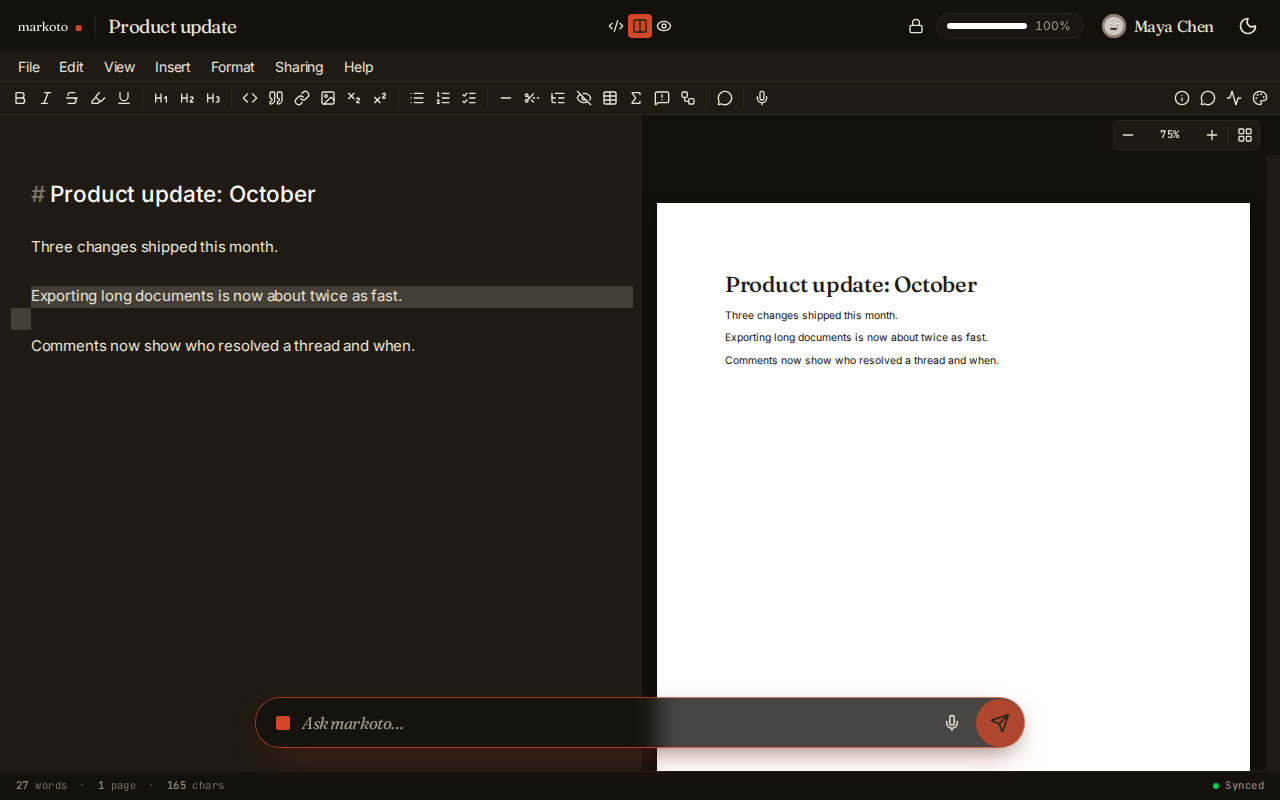 markoto
Product update
100%
Maya Chen
File Edit View Insert Format Sharing Help
B I S U H1 H2 H3 x₂ x²
75%
# Product update: October
Three changes shipped this month.
Exporting long documents is now about twice as fast.
Comments now show who resolved a thread and when.
Product update: October
Three changes shipped this month.
Exporting long documents is now about twice as fast.
Comments now show who resolved a thread and when.
Ask markoto...
27 words · 1 page · 165 chars
Synced